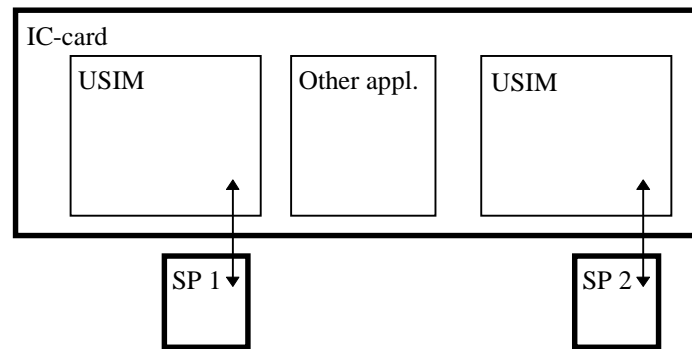 IC-card
USIM
Other appl.
USIM
SP 1
SP 2